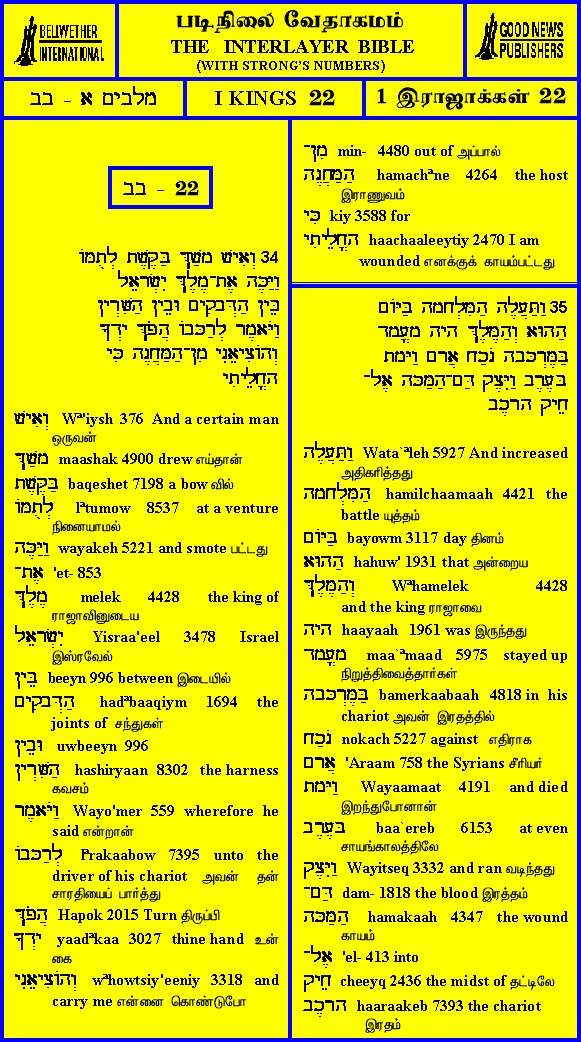 BELLWETHER
INTERNATIONAL
படிநிலை வேதாகமம்
THE INTERLAYER BIBLE
(WITH STRONG'S NUMBERS)
GOOD NEWS
PUBLISHERS
מלבים א - בב
I KINGS 22
1 இராஜாக்கள் 22
בב - 22
34 וְאִישׁ מָשַׁךְ בַּקֶּשֶׁת לְתֻמּוֹ
וַיַּכֶּה אֶת־מֶלֶךְ יִשְׂרָאֵל
בֵּין הַדְּבָקִים וּבֵין הַשִּׁרְיָן
וַיֹּאמֶר לְרַכָּבוֹ הֲפֹךְ יָדְךָ
וְהוֹצִיאֵנִי מִן־הַמַּחֲנֶה כִּי
הָחֳלֵיתִי
וְאִישׁ Wª'iysh 376 And a certain man
ஒருவன்
מָשַׁךְ maashak 4900 drew எய்தான்
בַּקֶּשֶׁת baqeshet 7198 a bow வில்
לְתֻמּוֹ lªtumow 8537 at a venture
நினையாமல்
וַיַּכֶּה wayakeh 5221 and smote பட்டது
אֶת־ 'et- 853
מֶלֶךְ melek 4428 the king of
ராஜாவினுடைய
יִשְׂרָאֵל Yisraa'eel 3478 Israel
இஸ்ரவேல்
בֵּין beeyn 996 between இடையில்
הַדְּבָקִים hadªbaaqiym 1694 the
joints of சந்துகள்
וּבֵין uwbeeyn 996
הַשִּׁרְיָן hashiryaan 8302 the harness
கவசம்
וַיֹּאמֶר Wayo'mer 559 wherefore he
said என்றான்
לְרַכָּבוֹ lªrakaabow 7395 unto the
driver of his chariot அவன் தன்
சாரதியைப் பார்த்து
הֲפֹךְ Hapok 2015 Turn திருப்பி
יָדְךָ yaadªkaa 3027 thine hand உன்
கை
וְהוֹצִיאֵנִי wªhowtsiy'eeniy 3318 and
carry me என்னை கொண்டுபோ
מִן־ min- 4480 out of அப்பால்
הַמַּחֲנֶה hamachªne 4264 the host
இராணுவம்
כִּי kiy 3588 for
הָחֳלֵיתִי haachaaleeytiy 2470 I am
wounded எனக்குக் காயம்பட்டது
35 וַתַּעֲלֶה הַמִּלְחָמָה בַּיּוֹם
הַהוּא וְהַמֶּלֶךְ הָיָה מָעֳמָד
בַּמֶּרְכָּבָה נֹכַח אֲרָם וַיָּמָת
בָּעֶרֶב וַיִּצֶק דַּם־הַמַּכָּה אֶל־
חֵיק הָרָכֶב
וַתַּעֲלֶה Wata`ªleh 5927 And increased
அதிகரித்தது
הַמִּלְחָמָה hamilchaamaah 4421 the
battle யுத்தம்
בַּיּוֹם bayowm 3117 day தினம்
הַהוּא hahuw' 1931 that அன்றைய
וְהַמֶּלֶךְ Wªhamelek 4428
and the king ராஜாவை
הָיָה haayaah 1961 was இருந்தது
מָעֳמָד maa`ªmaad 5975 stayed up
நிறுத்திவைத்தார்கள்
בַּמֶּרְכָּבָה bamerkaabaah 4818 in his
chariot அவன் இரதத்தில்
נֹכַח nokach 5227 against எதிராக
אֲרָם 'Araam 758 the Syrians சீரியர்
וַיָּמָת Wayaamaat 4191 and died
இறந்துபோனான்
בָּעֶרֶב baa`ereb 6153 at even
சாயங்காலத்திலே
וַיִּצֶק Wayitseq 3332 and ran வடிந்தது
דַּם־ dam- 1818 the blood இரத்தம்
הַמַּכָּה hamakaah 4347 the wound
காயம்
אֶל־ 'el- 413 into
חֵיק cheeyq 2436 the midst of தட்டிலே
הָרָכֶב haaraakeb 7393 the chariot
இரதம்